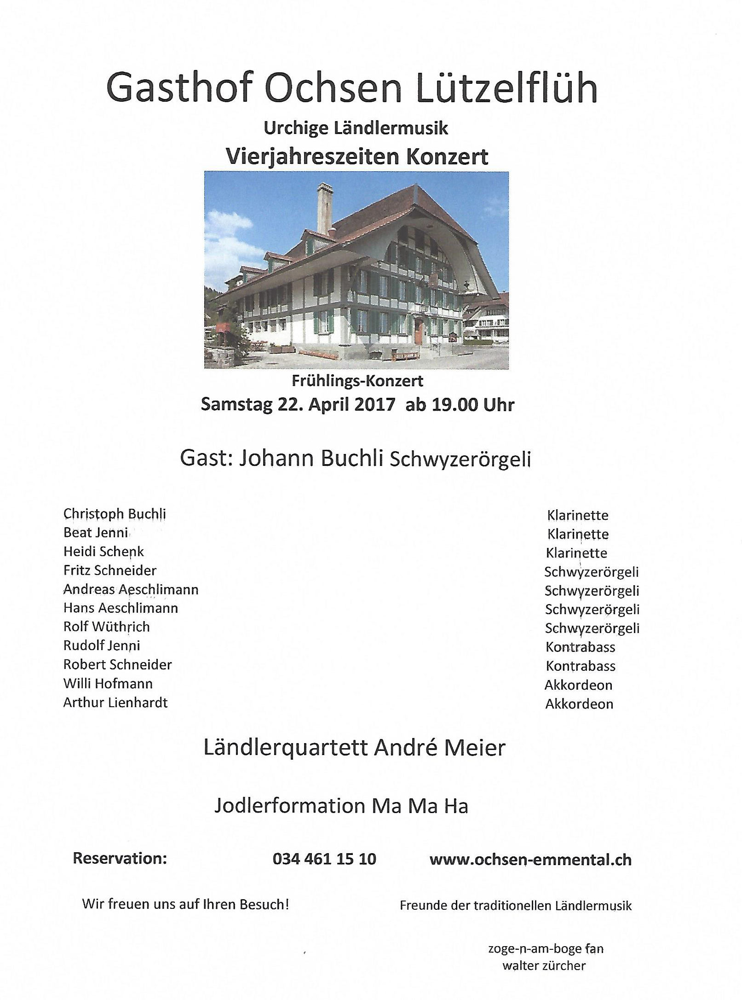 Gasthof Ochsen Lützelflüh
Urchige Ländlermusik
Vierjahreszeiten Konzert
Frühlings-Konzert
Samstag 22. April 2017 ab 19.00 Uhr
Gast: Johann Buchli Schwyzerörgeli
Christoph Buchli Klarinette
Beat Jenni Klarinette
Heidi Schenk Klarinette
Fritz Schneider Schwyzerörgeli
Andreas Aeschlimann Schwyzerörgeli
Hans Aeschlimann Schwyzerörgeli
Rolf Wüthrich Schwyzerörgeli
Rudolf Jenni Kontrabass
Robert Schneider Kontrabass
Willi Hofmann Akkordeon
Arthur Lienhardt Akkordeon
Ländlerquartett André Meier
Jodlerformation Ma Ma Ha
Reservation: 034 461 15 10 www.ochsen-emmental.ch
Wir freuen uns auf Ihren Besuch! Freunde der traditionellen Ländlermusik
zoge-n-am-boge fan
walter zürcher